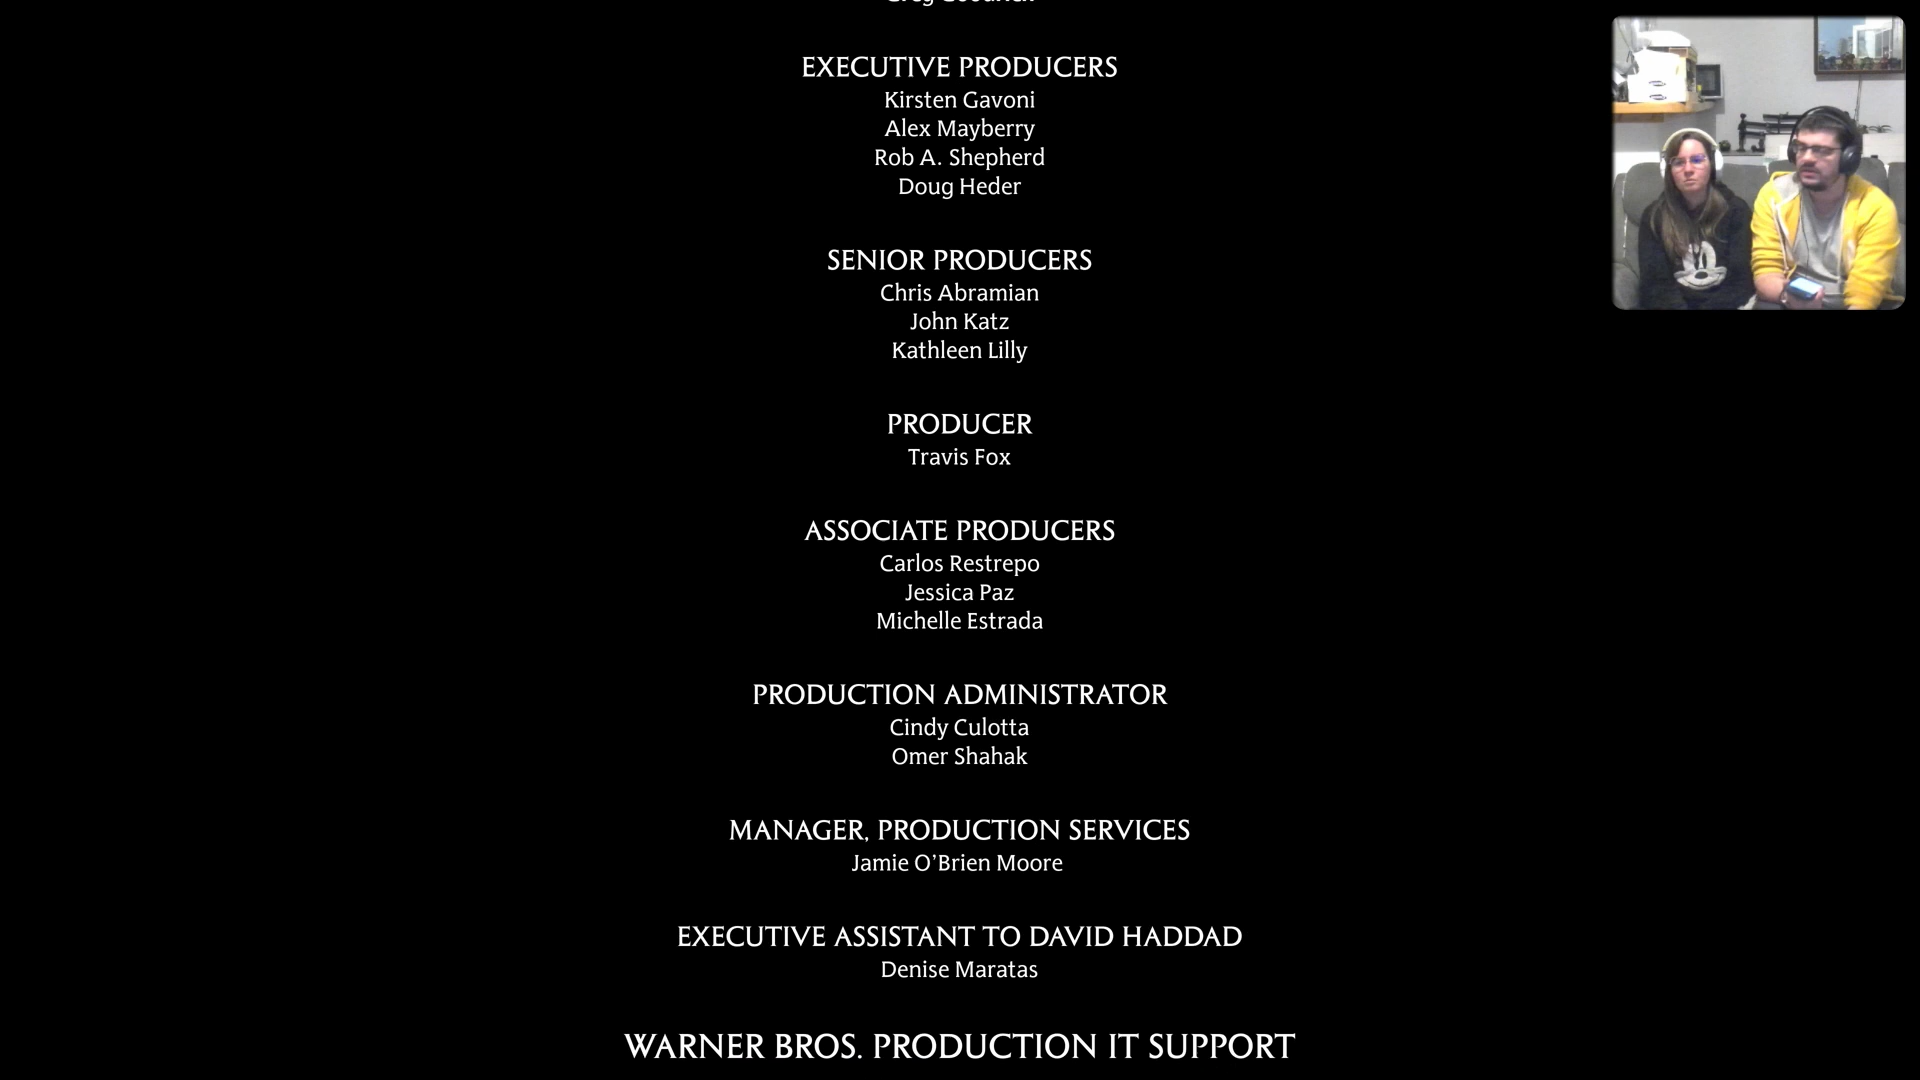 EXECUTIVE PRODUCERS
Kirsten Gavoni
Alex Mayberry
Rob A. Shepherd
Doug Heder
SENIOR PRODUCERS
Chris Abramian
John Katz
Kathleen Lilly
PRODUCER
Travis Fox
ASSOCIATE PRODUCERS
Carlos Restrepo
Jessica Paz
Michelle Estrada
PRODUCTION ADMINISTRATOR
Cindy Culotta
Omer Shahak
MANAGER, PRODUCTION SERVICES
Jamie O’Brien Moore
EXECUTIVE ASSISTANT TO DAVID HADDAD
Denise Maratas
WARNER BROS. PRODUCTION IT SUPPORT